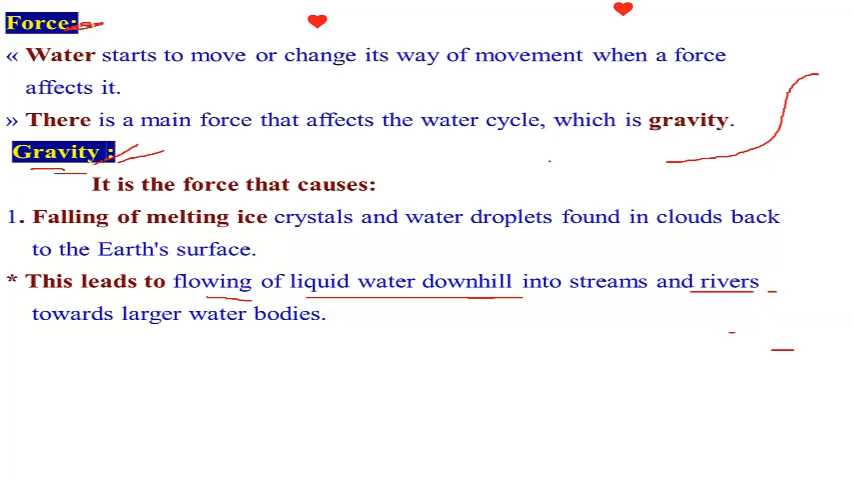 Force:
« Water starts to move or change its way of movement when a force
affects it.
» There is a main force that affects the water cycle, which is gravity.
Gravity :
It is the force that causes:
1. Falling of melting ice crystals and water droplets found in clouds back
to the Earth's surface.
* This leads to flowing of liquid water downhill into streams and rivers
towards larger water bodies.